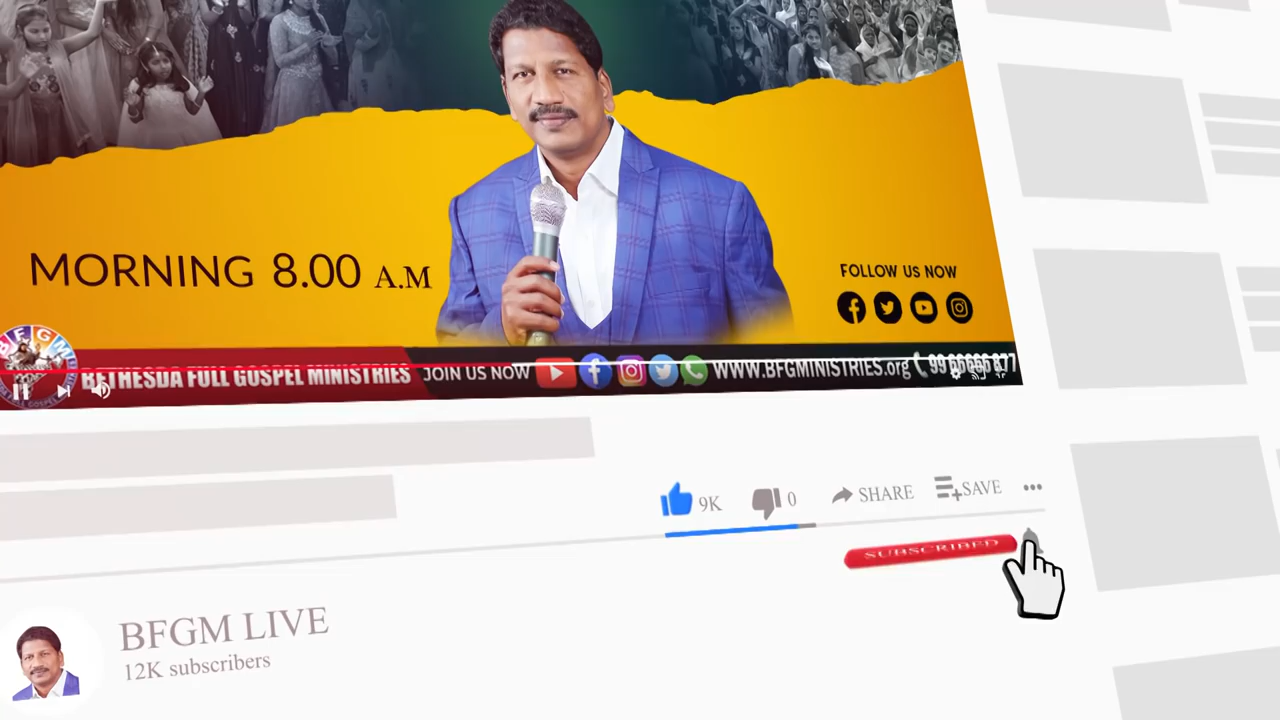 MORNING 8.00 A.M
FOLLOW US NOW
BFGM
BETHESDA FULL GOSPEL MINISTRIES
JOIN US NOW
WWW.BFGMINISTRIES.org
9K
0
SHARE
SAVE
SUBSCRIBED
BFGM LIVE
12K subscribers